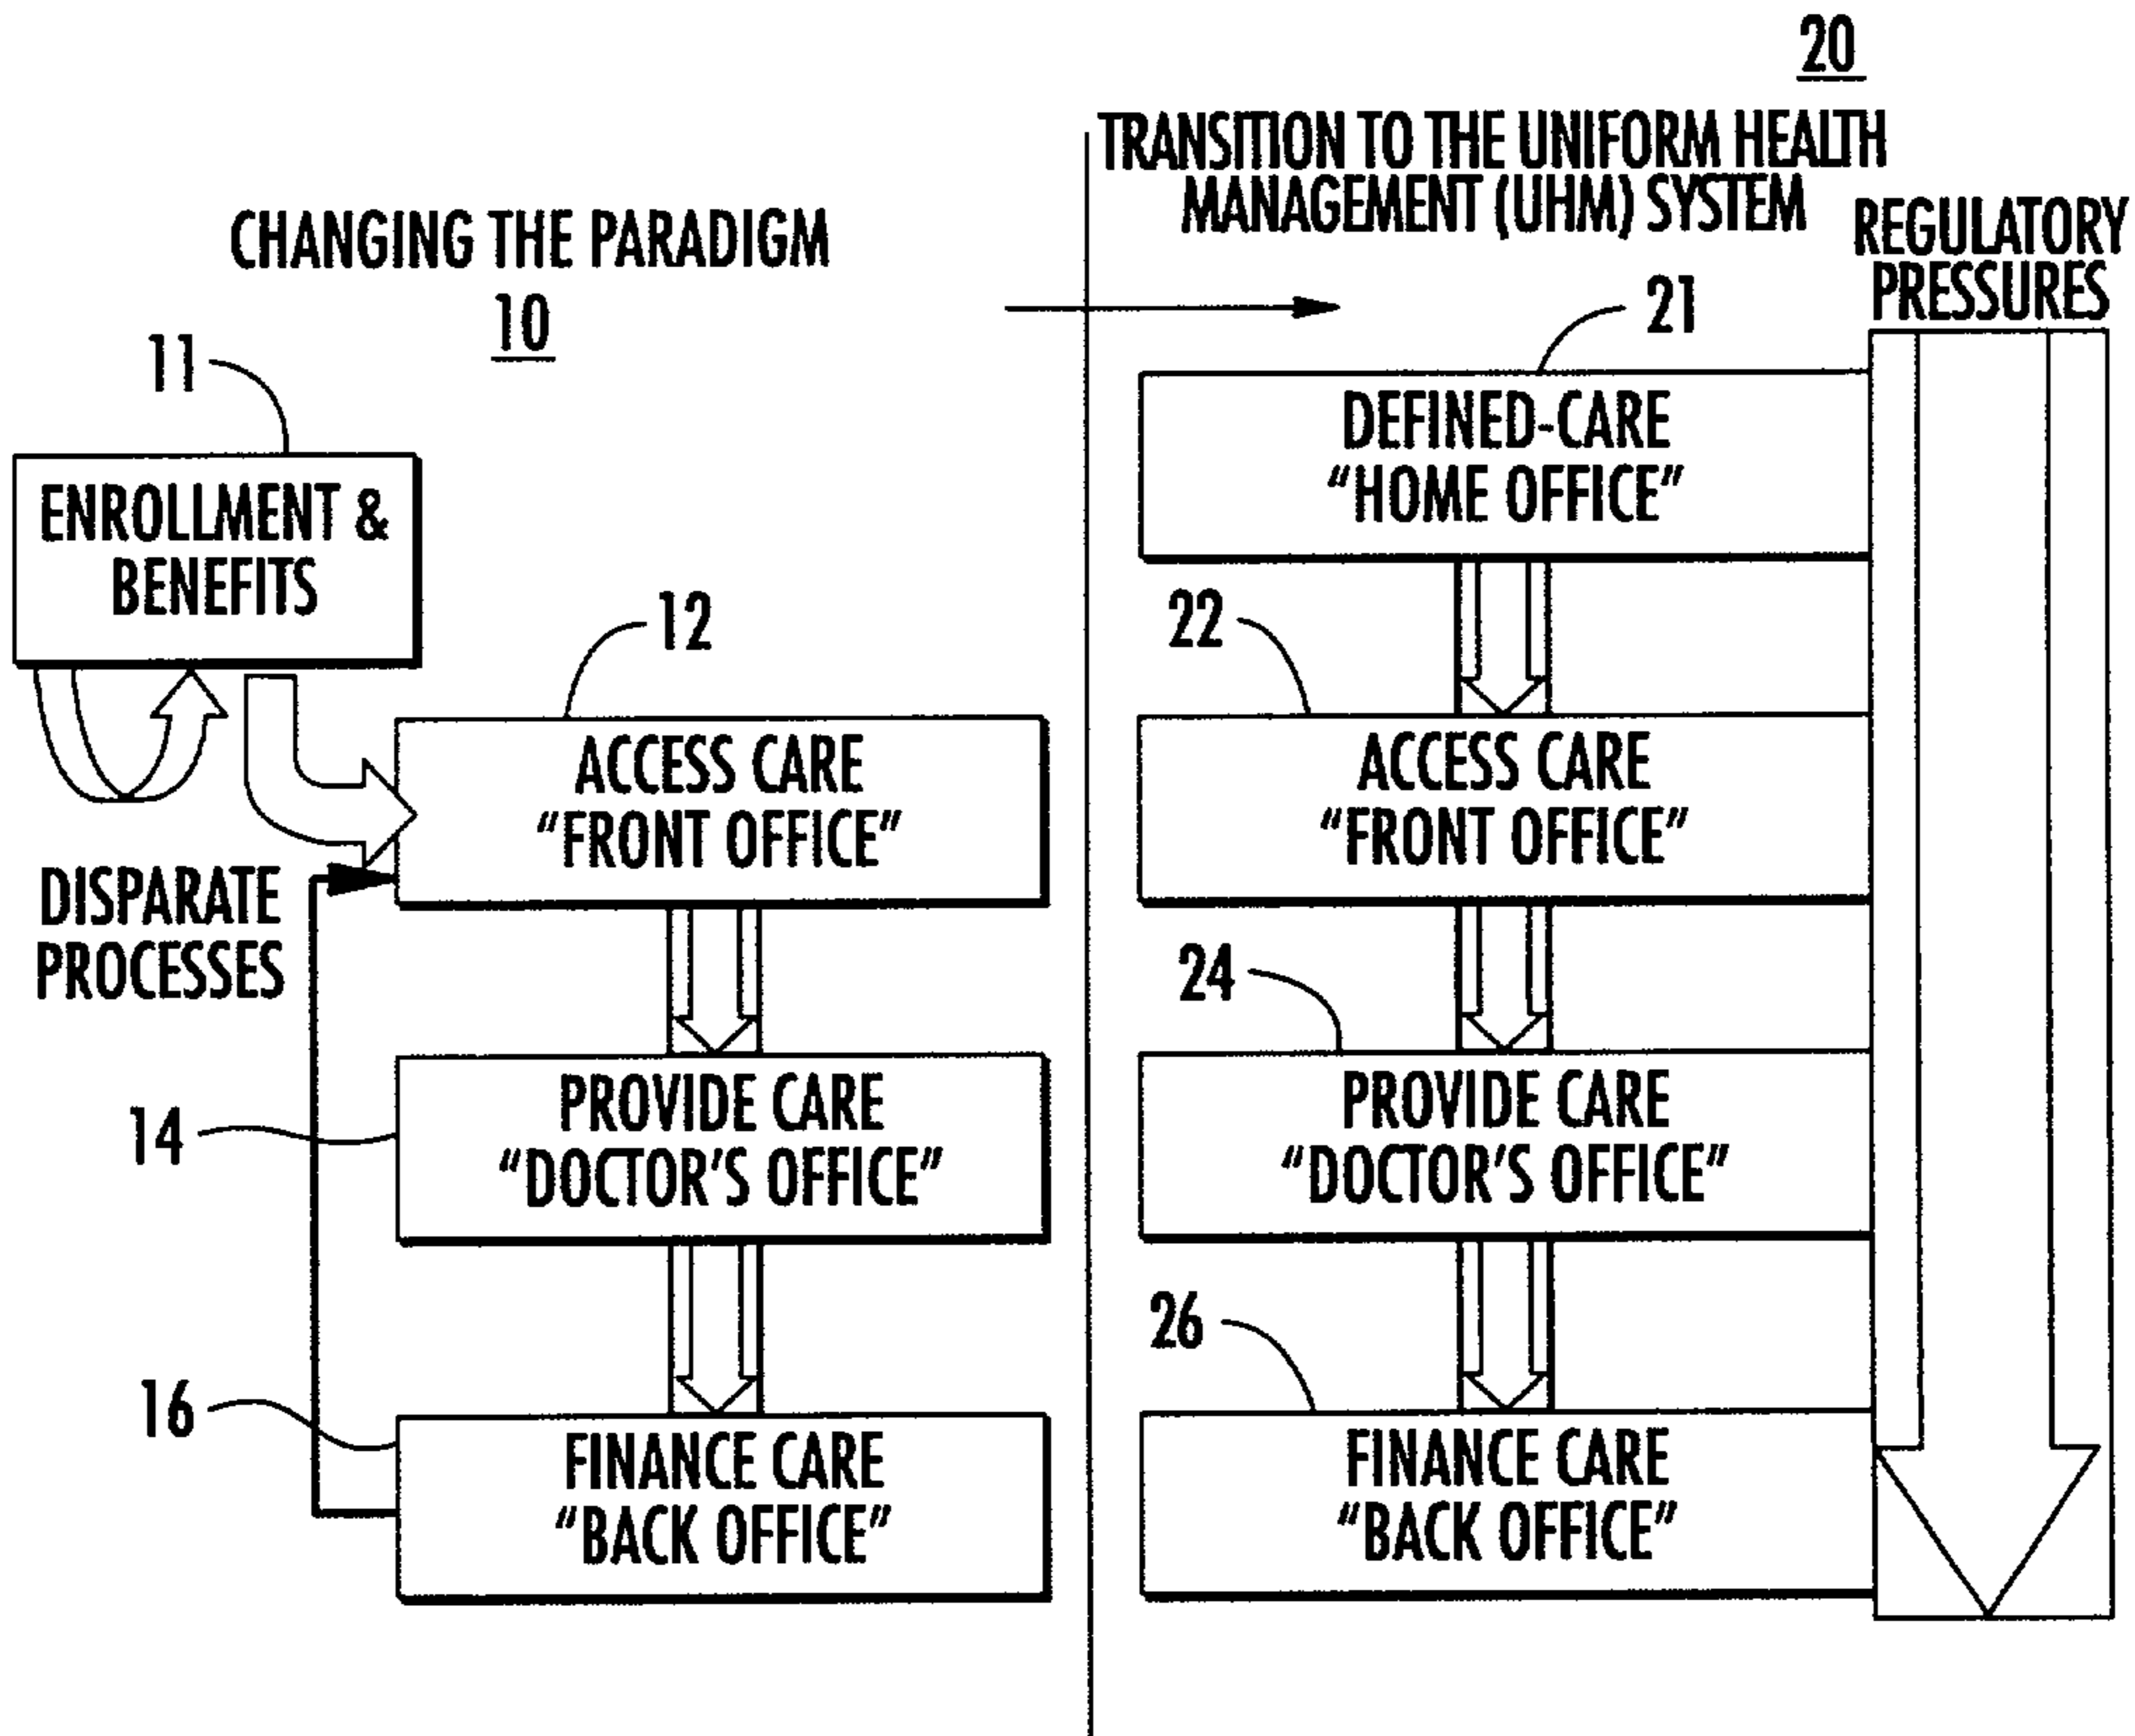 CHANGING THE PARADIGM
10
11
ENROLLMENT &
BENEFITS
12
ACCESS CARE
“FRONT OFFICE”
DISPARATE
PROCESSES
14
PROVIDE CARE
“DOCTOR'S OFFICE”
16
FINANCE CARE
“BACK OFFICE”
20
TRANSITION TO THE UNIFORM HEALTH
MANAGEMENT (UHM) SYSTEM
REGULATORY
PRESSURES
21
DEFINED-CARE
“HOME OFFICE”
22
ACCESS CARE
“FRONT OFFICE”
24
PROVIDE CARE
“DOCTOR'S OFFICE”
26
FINANCE CARE
“BACK OFFICE”